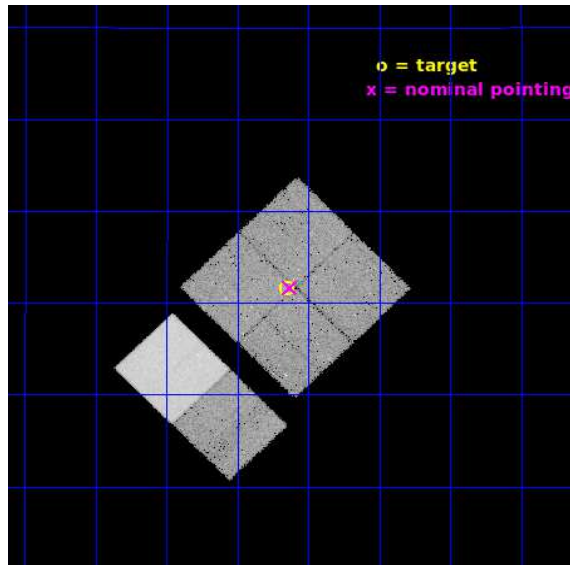 o = target
x = nominal pointing